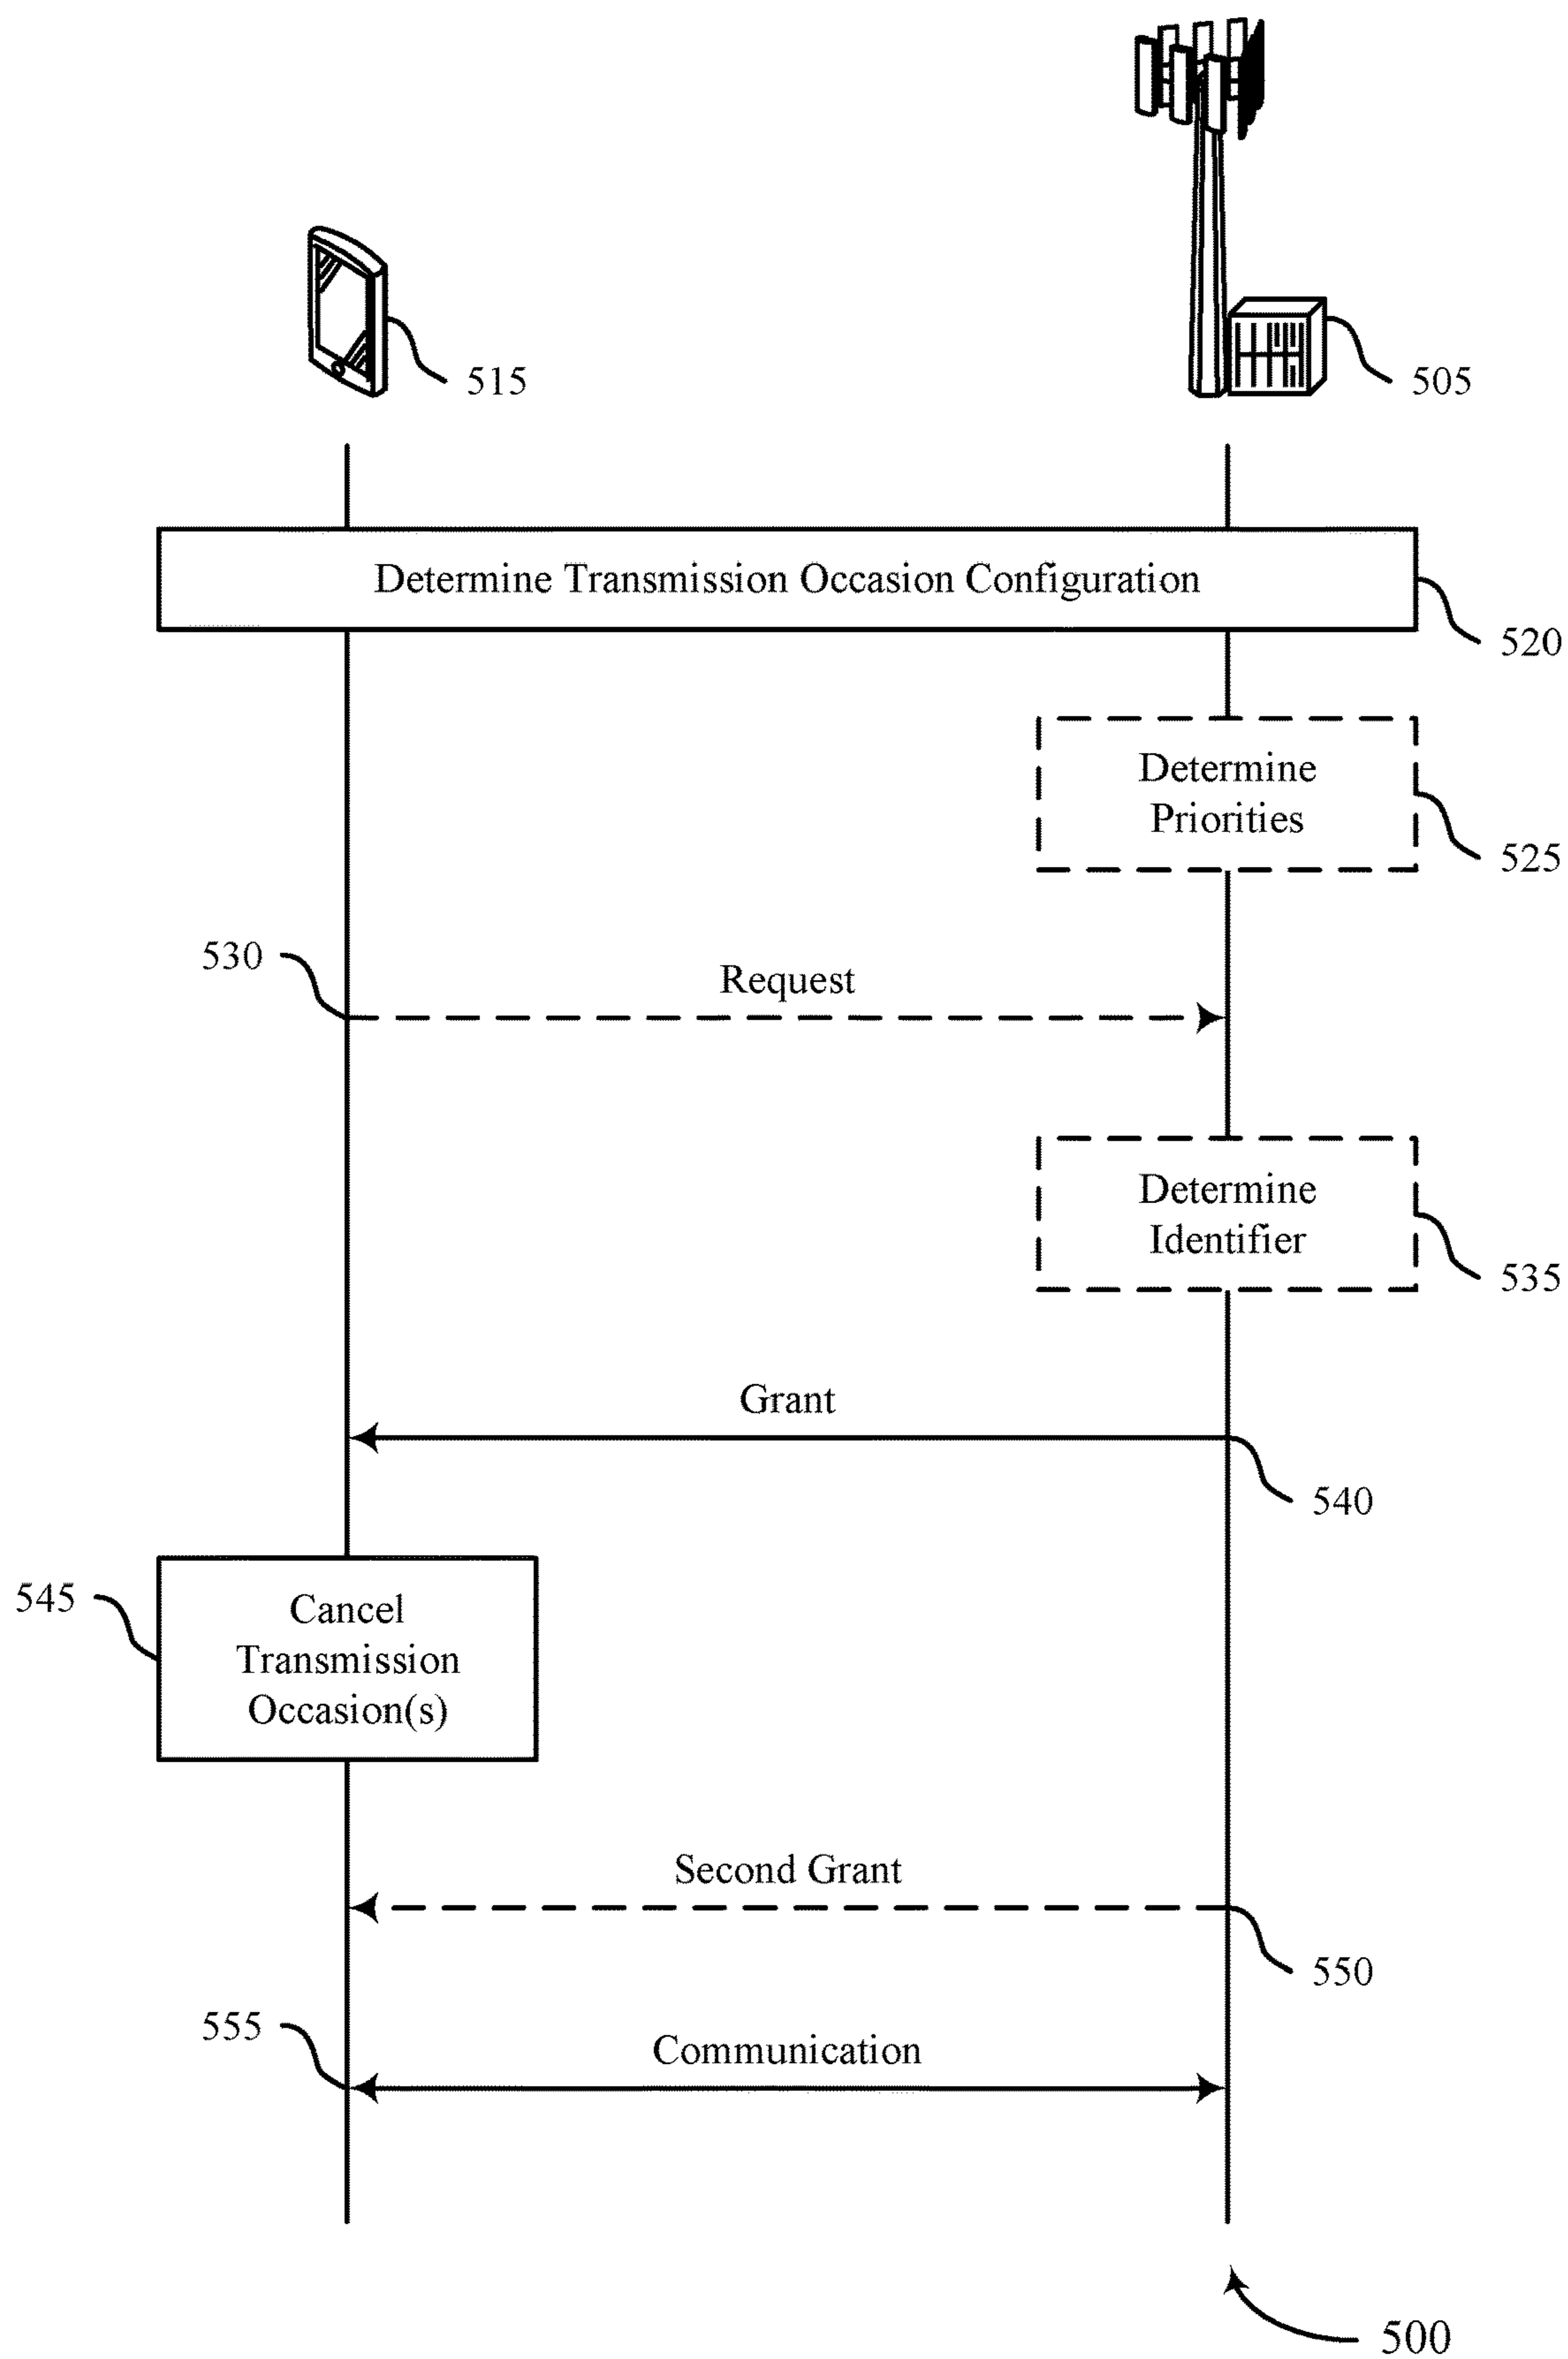 515
505
Determine Transmission Occasion Configuration
520
Determine
Priorities
525
530
Request
Determine
Identifier
535
Grant
540
545
Cancel
Transmission
Occasion(s)
Second Grant
550
555
Communication
500